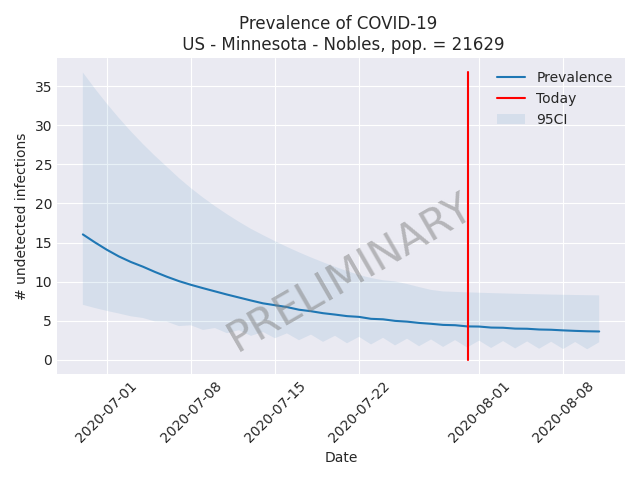 Prevalence of COVID-19
US - Minnesota - Nobles, pop. = 21629
Prevalence
Today
95CI
# undetected infections
35
30
25
20
15
10
5
0
PRELIMINARY
2020-07-01
2020-07-08
2020-07-15
2020-07-22
2020-08-01
2020-08-08
Date